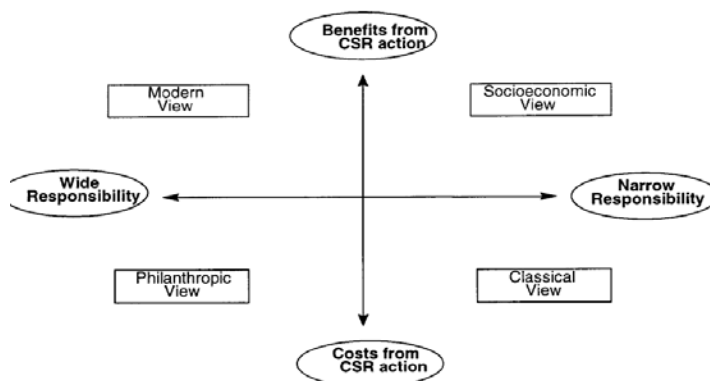 Benefits from
CSR action
Modern
View
Socioeconomic
View
Wide
Responsibility
Narrow
Responsibility
Philanthropic
View
Classical
View
Costs from
CSR action